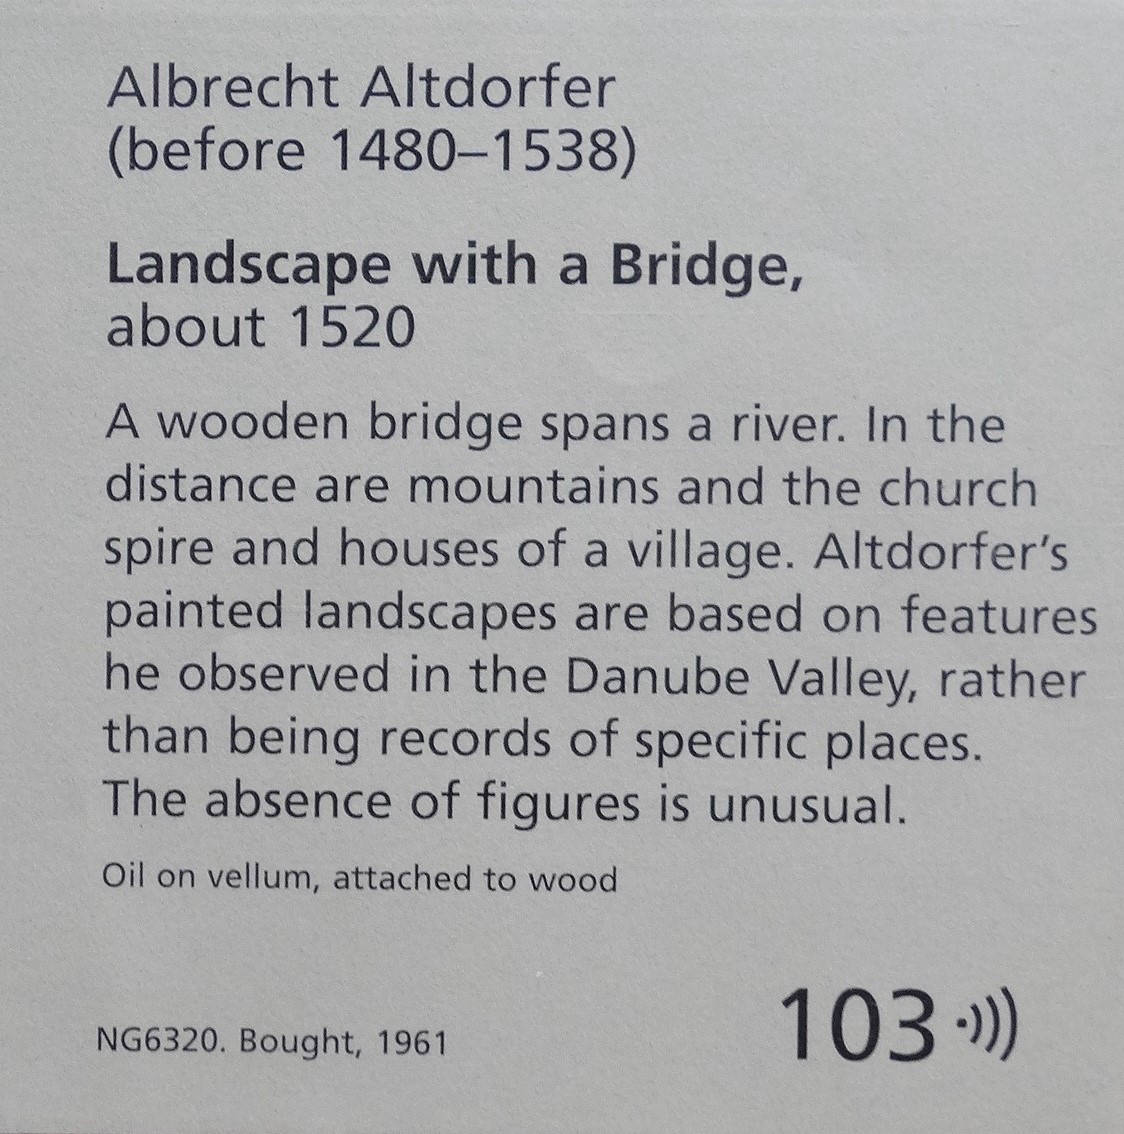 Albrecht Altdorfer
(before 1480–1538)
Landscape with a Bridge,
about 1520
A wooden bridge spans a river. In the
distance are mountains and the church
spire and houses of a village. Altdorfer’s
painted landscapes are based on features
he observed in the Danube Valley, rather
than being records of specific places.
The absence of figures is unusual.
Oil on vellum, attached to wood
NG6320. Bought, 1961
103